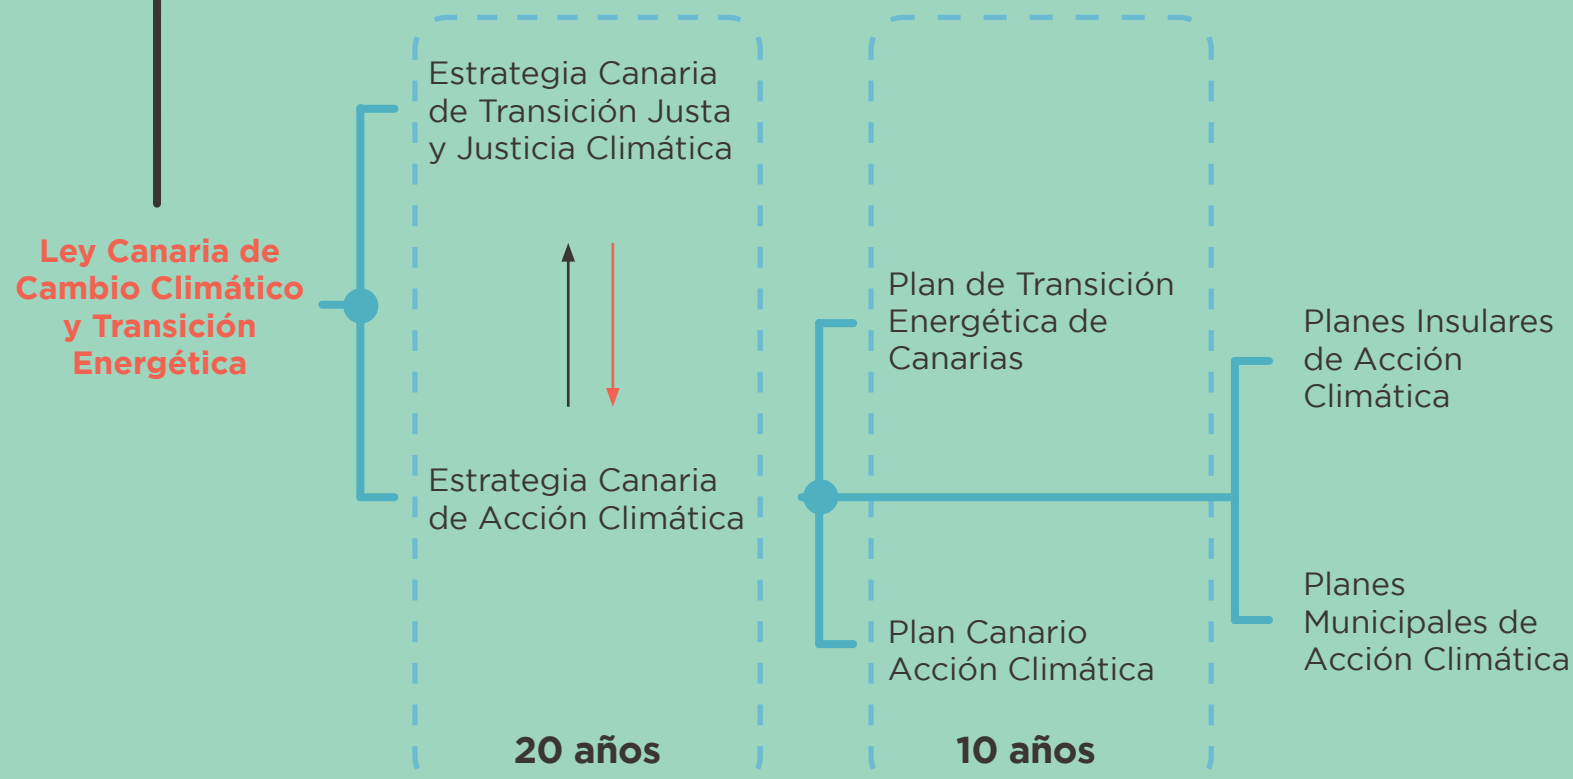 Ley Canaria de
Cambio Climático
y Transición
Energética
Estrategia Canaria
de Transición Justa
y Justicia Climática
Estrategia Canaria
de Acción Climática
20 años
Plan de Transición
Energética de
Canarias
Plan Canario
Acción Climática
10 años
Planes Insulares
de Acción
Climática
Planes
Municipales de
Acción Climática